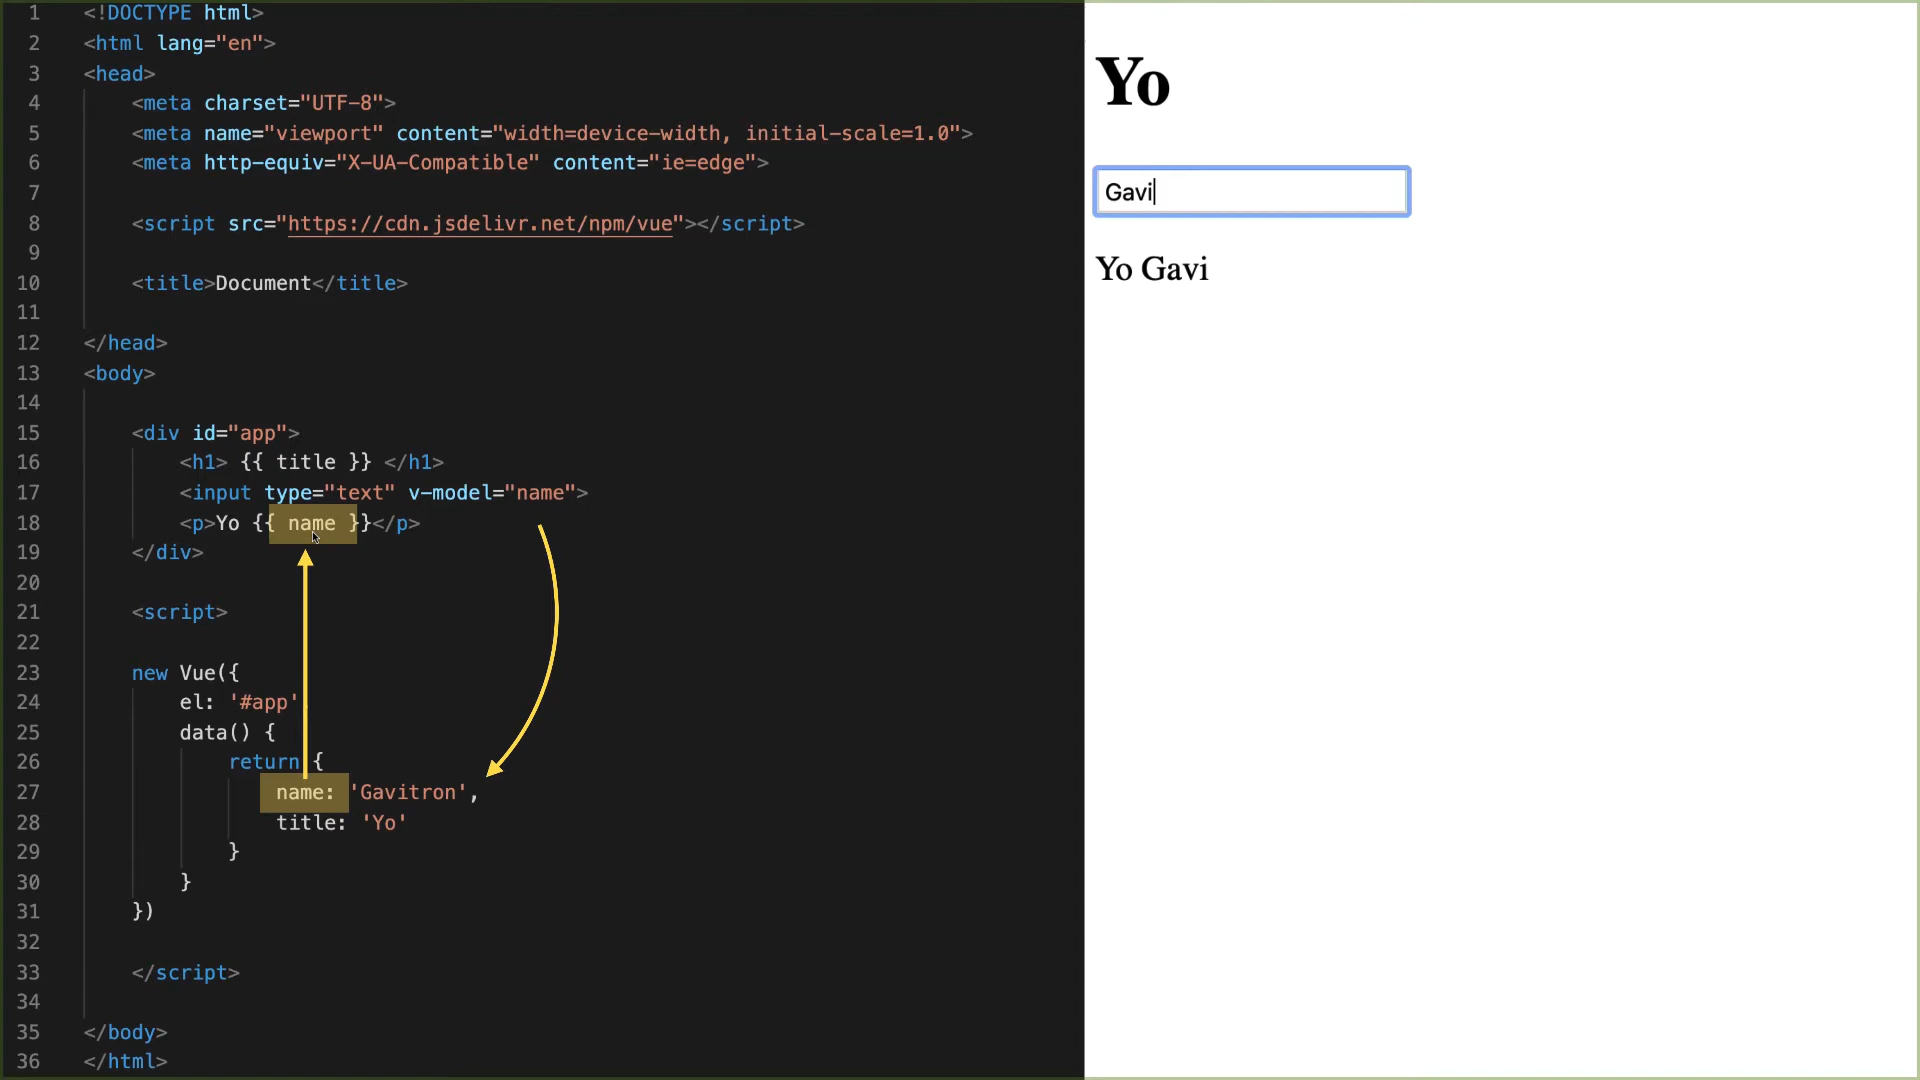 1 <!DOCTYPE html>
2 <html lang="en">
3 <head>
4 <meta charset="UTF-8">
5 <meta name="viewport" content="width=device-width, initial-scale=1.0">
6 <meta http-equiv="X-UA-Compatible" content="ie=edge">
7
8 <script src="https://cdn.jsdelivr.net/npm/vue"></script>
9
10 <title>Document</title>
11
12 </head>
13 <body>
14
15 <div id="app">
16 <h1> {{ title }} </h1>
17 <input type="text" v-model="name">
18 <p>Yo {{ name }}</p>
19 </div>
20
21 <script>
22
23 new Vue({
24 el: '#app'
25 data() {
26 return {
27 name: 'Gavitron',
28 title: 'Yo'
29 }
30 }
31 })
32
33 </script>
34
35 </body>
36 </html>
Yo
Gavi
Yo Gavi